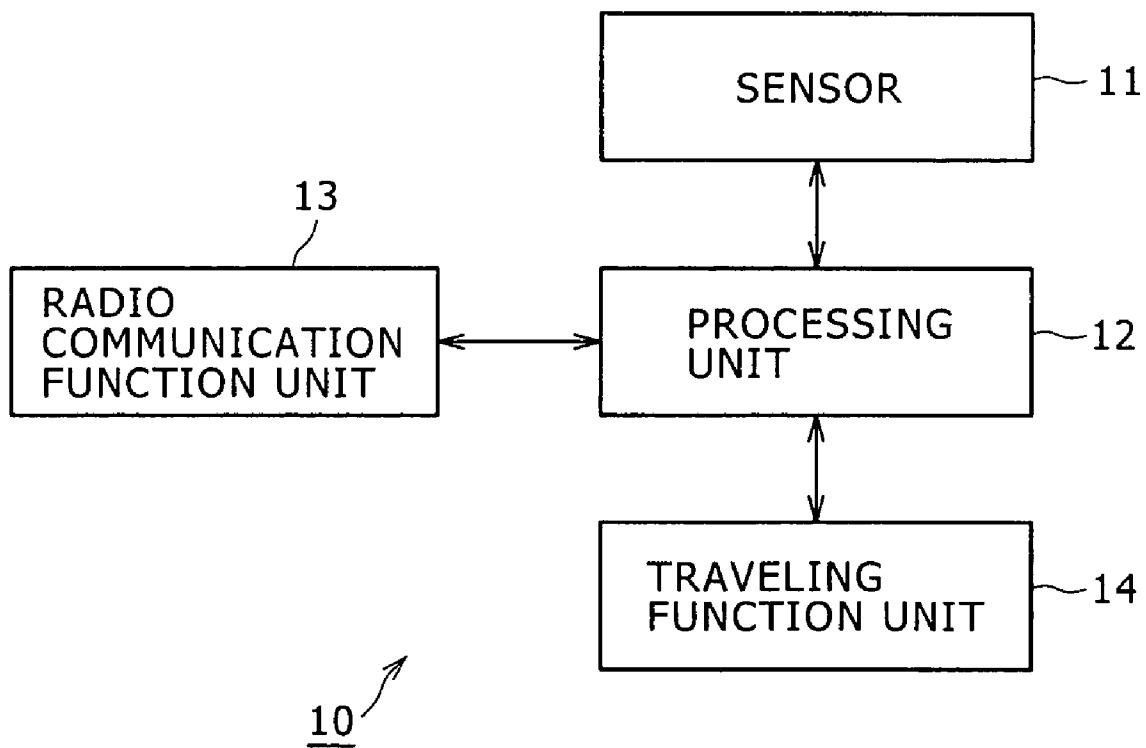 SENSOR
11
13
RADIO
COMMUNICATION
FUNCTION UNIT
PROCESSING
UNIT
12
TRAVELING
FUNCTION UNIT
14
10